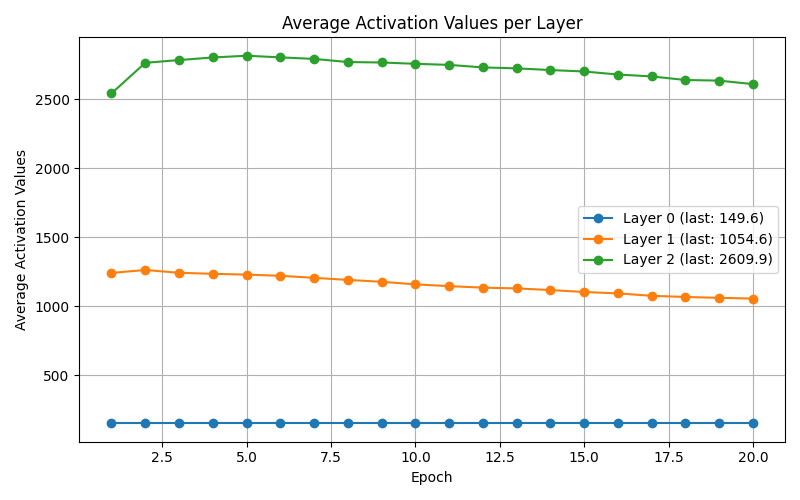 Average Activation Values per Layer
Average Activation Values
2500
2000
1500
1000
500
Layer 0 (last: 149.6)
Layer 1 (last: 1054.6)
Layer 2 (last: 2609.9)
2.5 5.0 7.5 10.0 12.5 15.0 17.5 20.0
Epoch